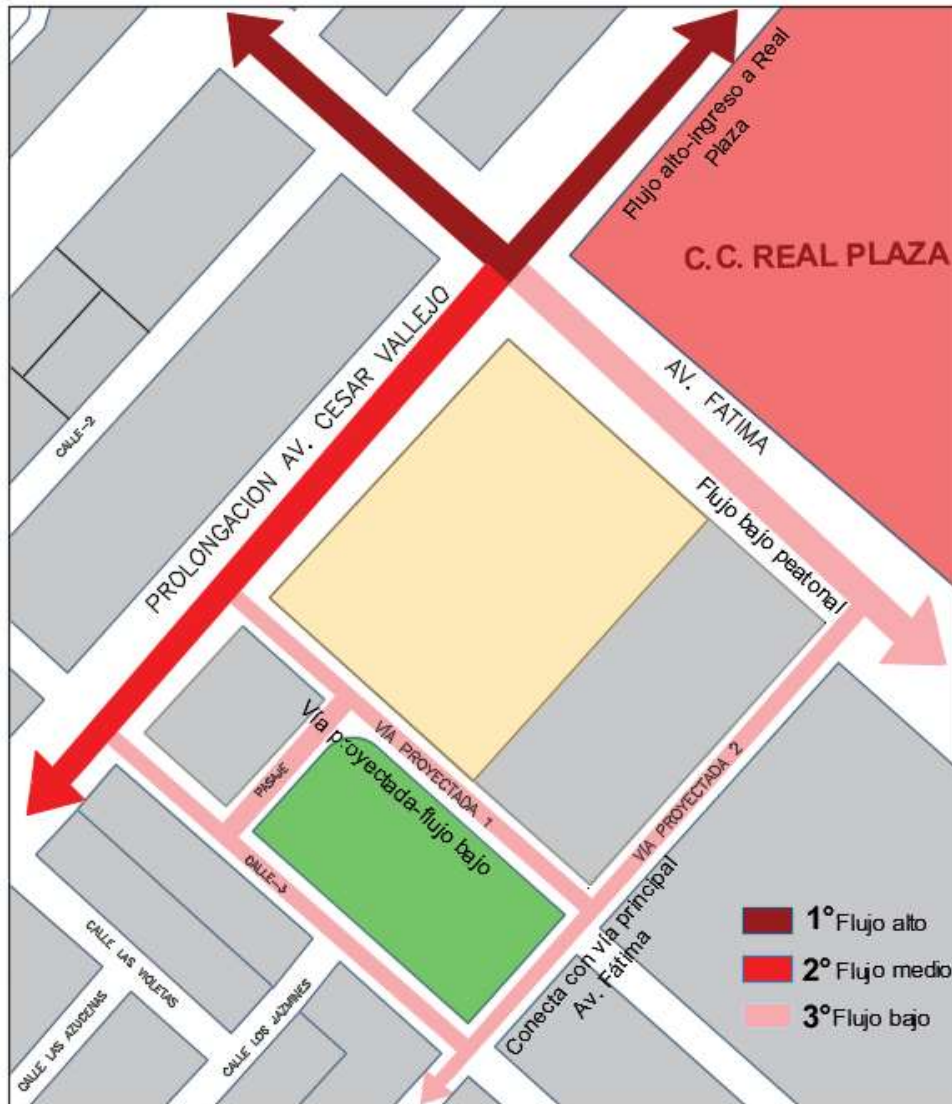 Flujo alto-ingreso a Real
Plaza
C.C. REAL PLAZA
PROLONGACION AV. CESAR VALLEJO
AV. FATIMA
CALLE-2
Flujo bajo peatonal
Vía proyectada-flujo bajo
VÍA PROYECTADA 1
PASAJE
VÍA PROYECTADA 2
CALLE-3
Conecta con vía principal
Av. Fátima
CALLE LAS VIOLETAS
CALLE LAS AZUCENAS
CALLE LOS JAZMINES
1° Flujo alto
2° Flujo medio
3° Flujo bajo